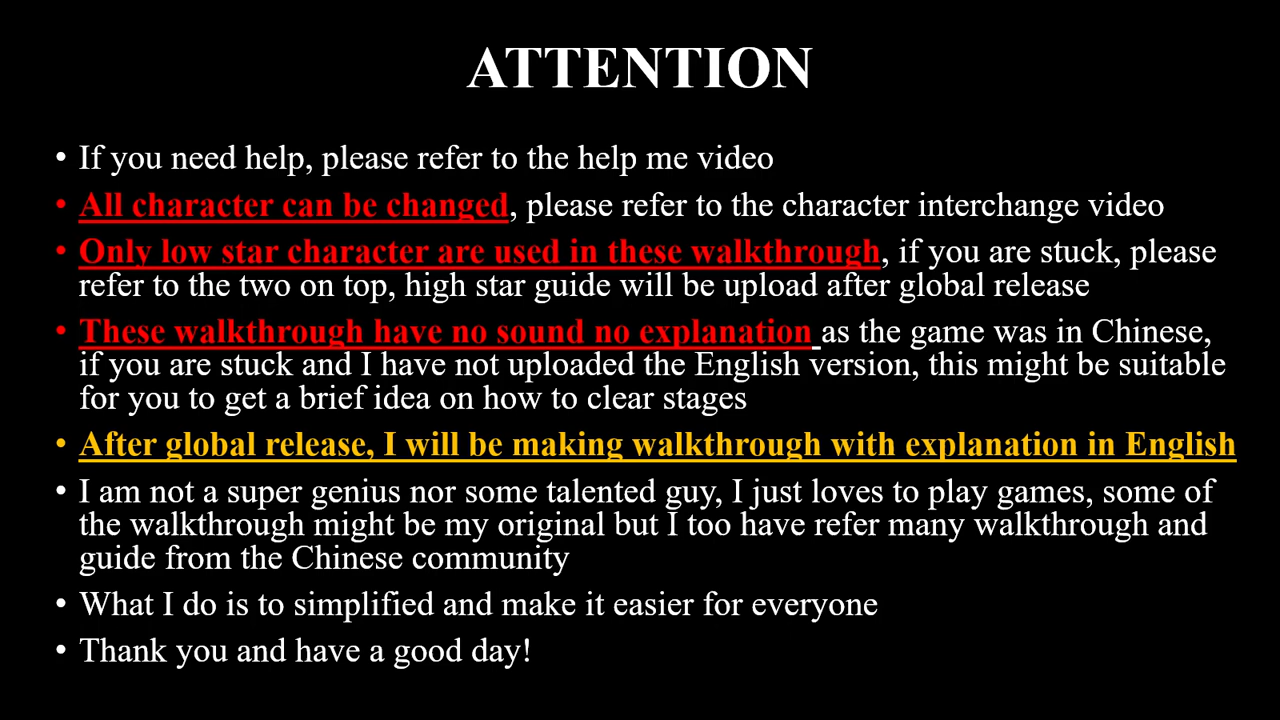 ATTENTION
• If you need help, please refer to the help me video
• All character can be changed, please refer to the character interchange video
• Only low star character are used in these walkthrough, if you are stuck, please
refer to the two on top, high star guide will be upload after global release
• These walkthrough have no sound no explanation as the game was in Chinese,
if you are stuck and I have not uploaded the English version, this might be suitable
for you to get a brief idea on how to clear stages
• After global release, I will be making walkthrough with explanation in English
• I am not a super genius nor some talented guy, I just loves to play games, some of
the walkthrough might be my original but I too have refer many walkthrough and
guide from the Chinese community
• What I do is to simplified and make it easier for everyone
• Thank you and have a good day!